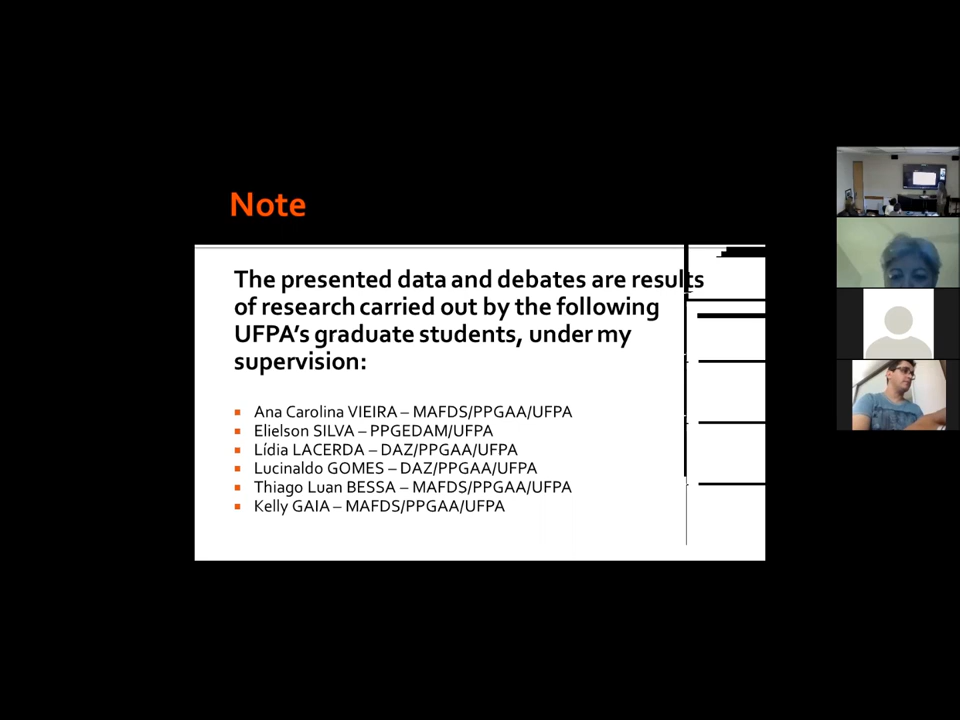 Note
The presented data and debates are results
of research carried out by the following
UFPA's graduate students, under my
supervision:
Ana Carolina VIEIRA – MAFDS/PPGAA/UFPA
Elielson SILVA – PPGEDAM/UFPA
Lídia LACERDA – DAZ/PPGAA/UFPA
Lucinaldo GOMES – DAZ/PPGAA/UFPA
Thiago Luan BESSA – MAFDS/PPGAA/UFPA
Kelly GAIA – MAFDS/PPGAA/UFPA